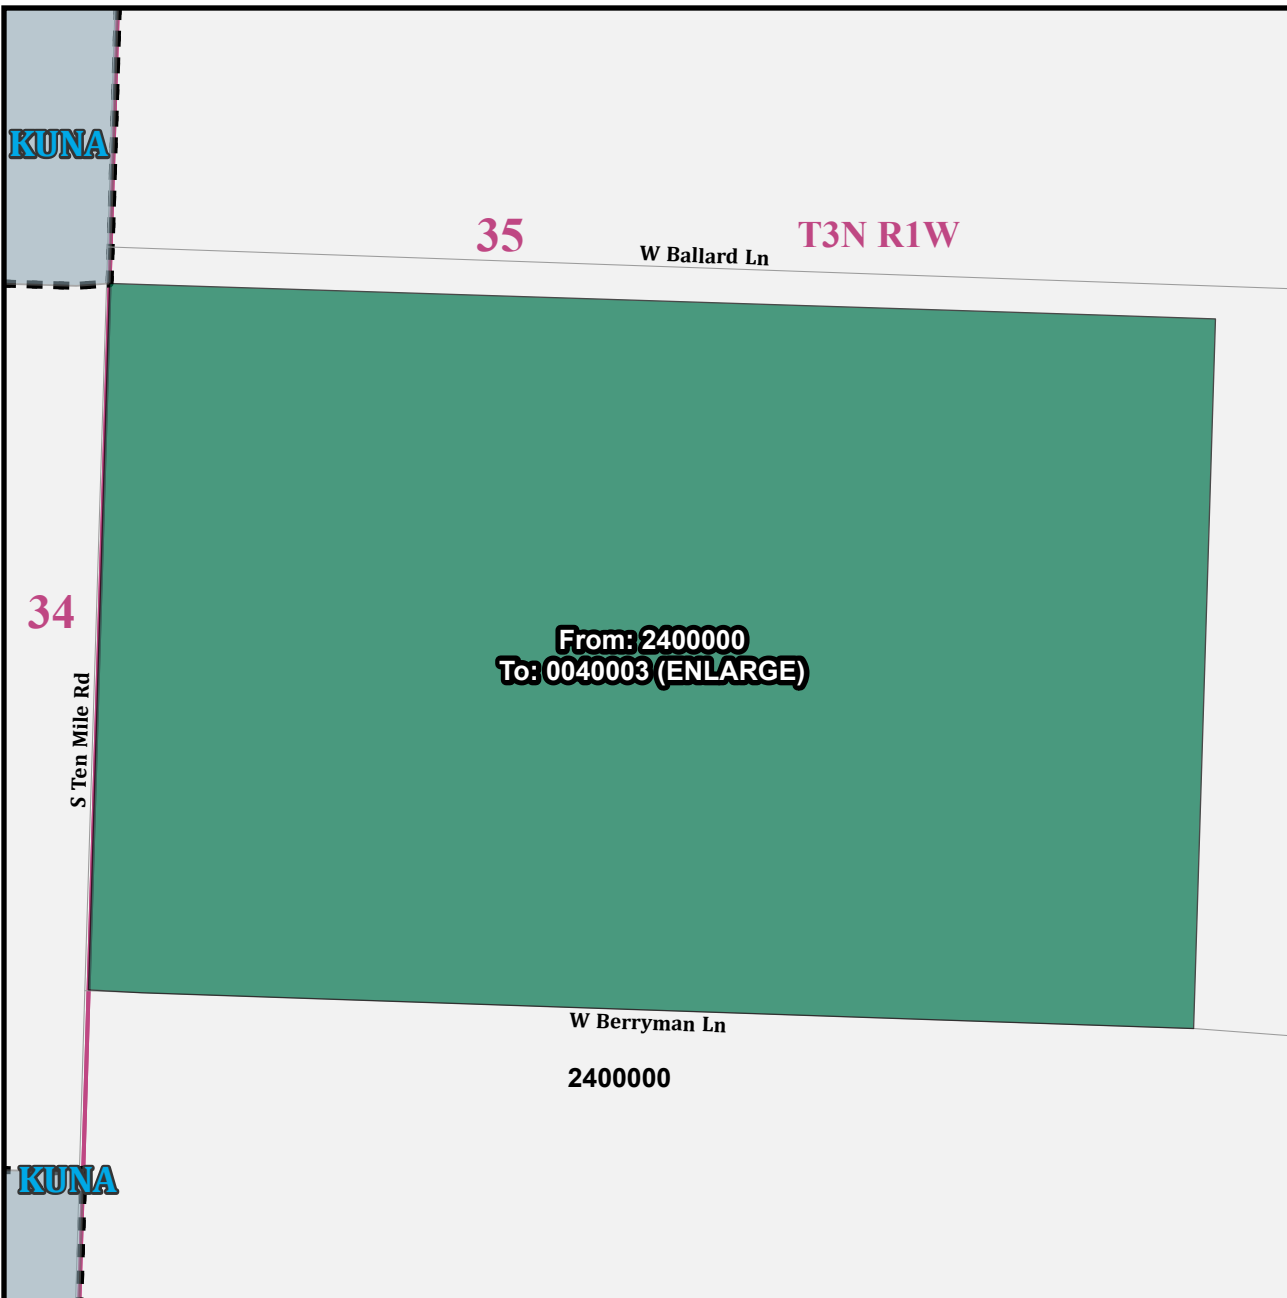 KUNA
35
T3N R1W
W Ballard Ln
34
From: 2400000
To: 0040003 (ENLARGE)
S Ten Mile Rd
W Berryman Ln
2400000
KUNA